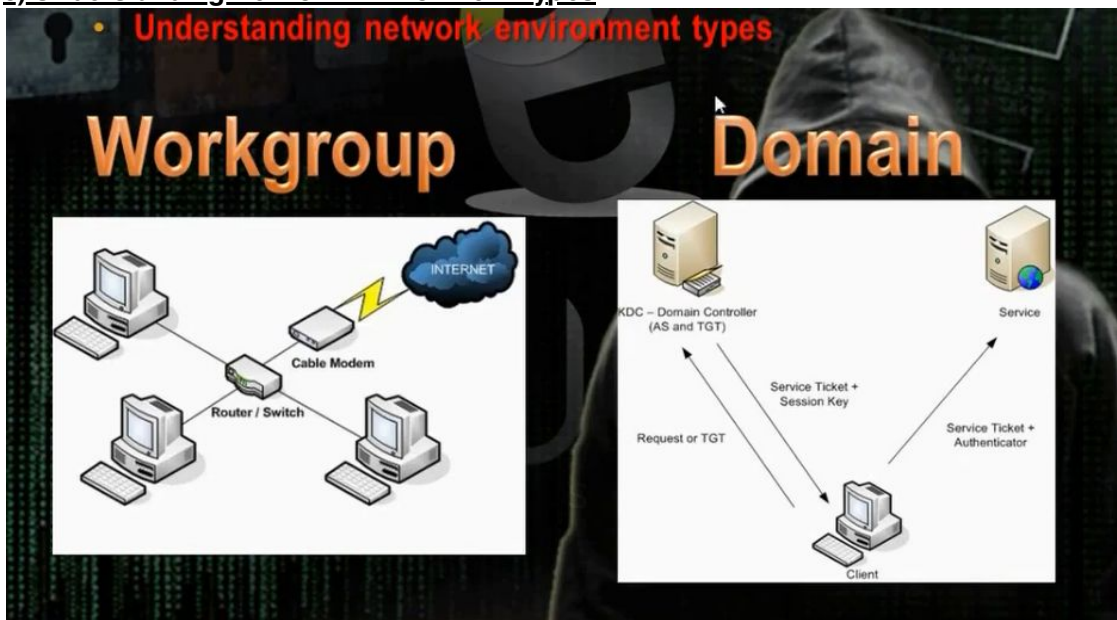 • Understanding network environment types
Workgroup
Domain
INTERNET
Cable Modem
Router / Switch
KDC – Domain Controller
(AS and TGT)
Service
Service Ticket +
Session Key
Request or TGT
Service Ticket +
Authenticator
Client